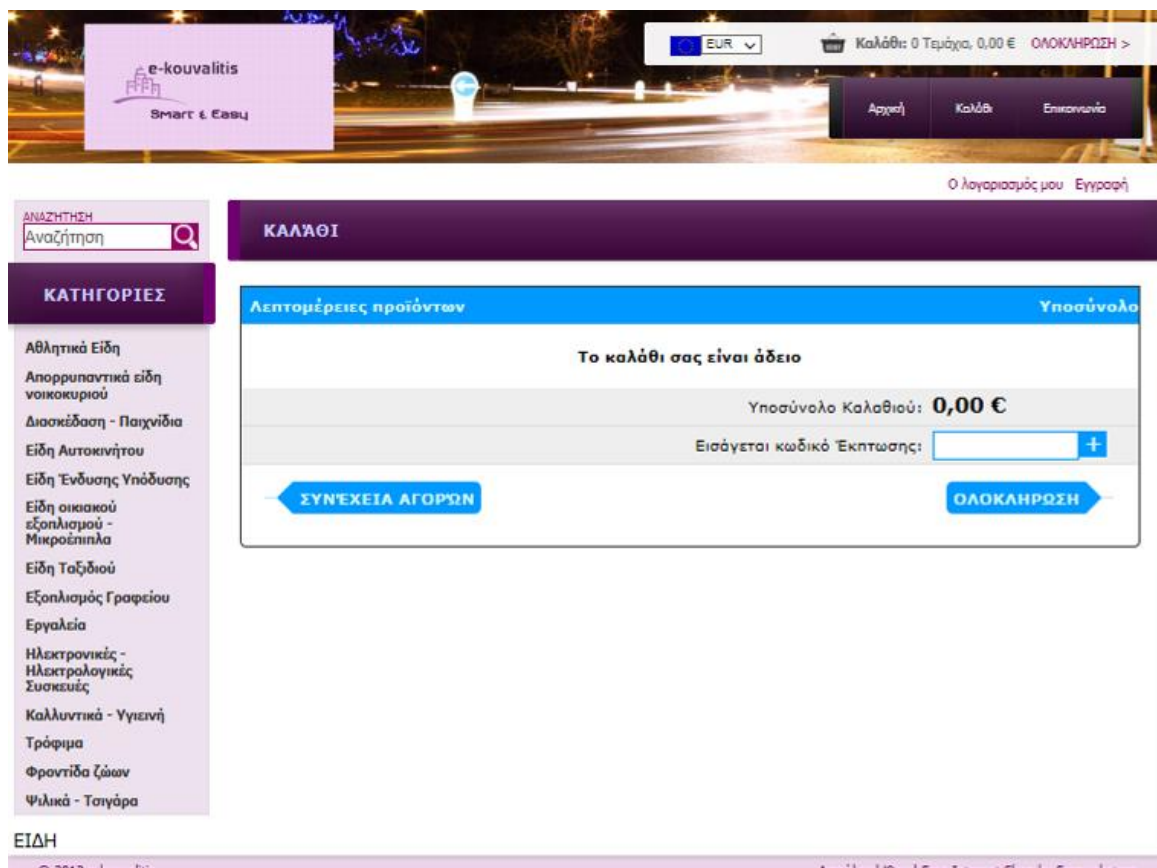 e-kouvalitis
Smart & Easy
EUR
Καλάθι: 0 Τεμάχια, 0,00 € ΟΛΟΚΛΗΡΩΣΗ >
Αρχική Καλάθι Επικοινωνία
Ο λογαριασμός μου Εγγραφή
ΑΝΑΖΗΤΗΣΗ
Αναζήτηση
ΚΑΤΗΓΟΡΙΕΣ
Αθλητικά Είδη
Απορρυπαντικά είδη
νοικοκυριού
Διασκέδαση - Παιχνίδια
Είδη Αυτοκινήτου
Είδη Ένδυσης Υπόδυσης
Είδη οικιακού
εξοπλισμού -
Μικροέπιπλα
Είδη Ταξιδιού
Εξοπλισμός Γραφείου
Εργαλεία
Ηλεκτρονικές -
Ηλεκτρολογικές
Συσκευές
Καλλυντικά - Υγιεινή
Τρόφιμα
Φροντίδα ζώων
Ψιλικά - Τσιγάρα
ΚΑΛΆΘΙ
Λεπτομέρειες προϊόντων Υποσύνολο
Το καλάθι σας είναι άδειο
Υποσύνολο Καλαθιού: 0,00 €
Εισάγεται κωδικό Έκπτωσης: +
ΣΥΝΈΧΕΙΑ ΑΓΟΡΏΝ ΟΛΟΚΛΗΡΩΣΗ
ΕΙΔΗ